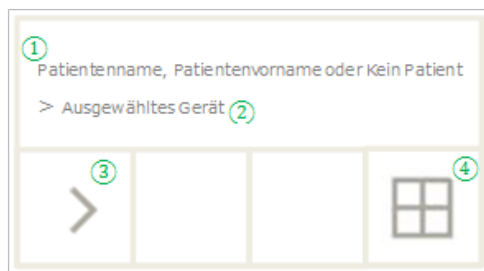 ①
Patientenname, Patientenvorname oder Kein Patient
> Ausgewähltes Gerät ②
③ ④